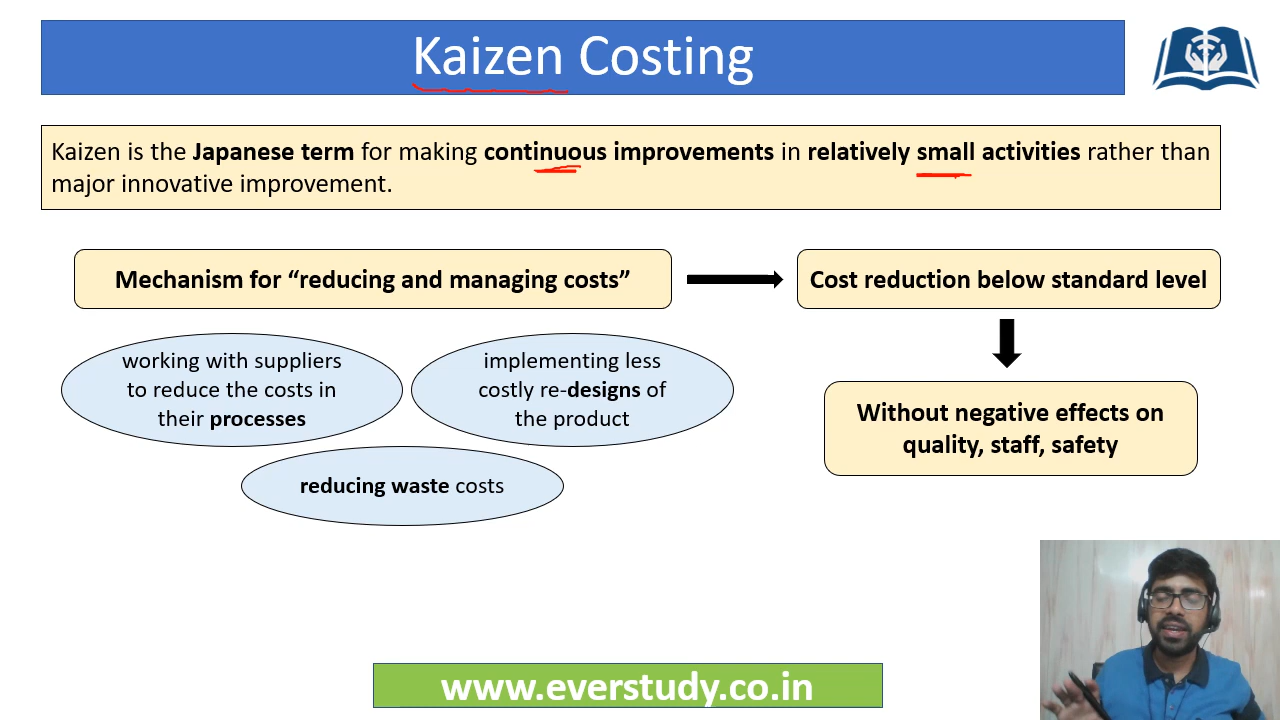 Kaizen Costing
Kaizen is the Japanese term for making continuous improvements in relatively small activities rather than
major innovative improvement.
Mechanism for “reducing and managing costs”
Cost reduction below standard level
working with suppliers
to reduce the costs in
their processes
implementing less
costly re-designs of
the product
reducing waste costs
Without negative effects on
quality, staff, safety
www.everstudy.co.in